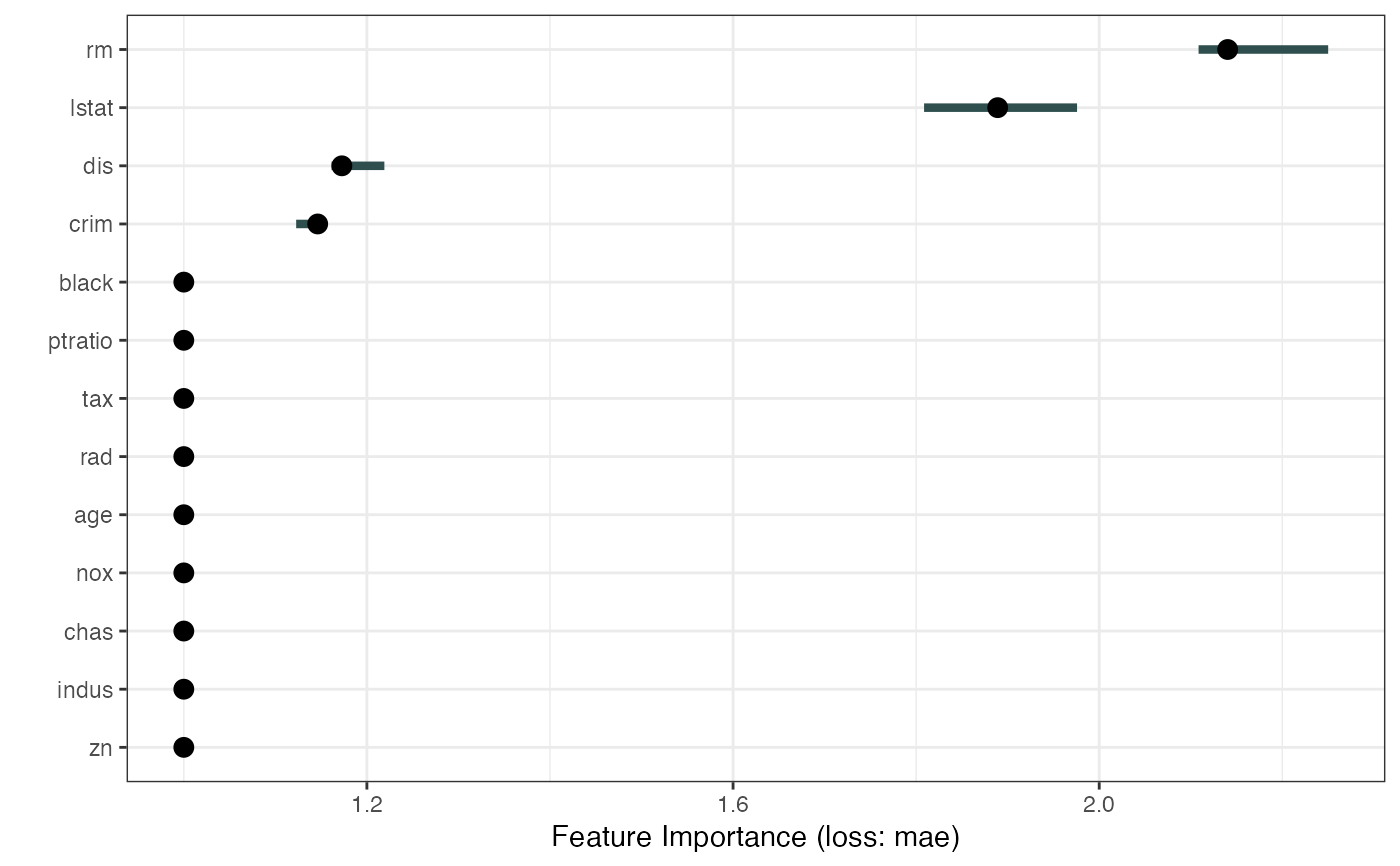 rm
lstat
dis
crim
black
ptratio
tax
rad
age
nox
chas
indus
zn
1.2 1.6 2.0
Feature Importance (loss: mae)